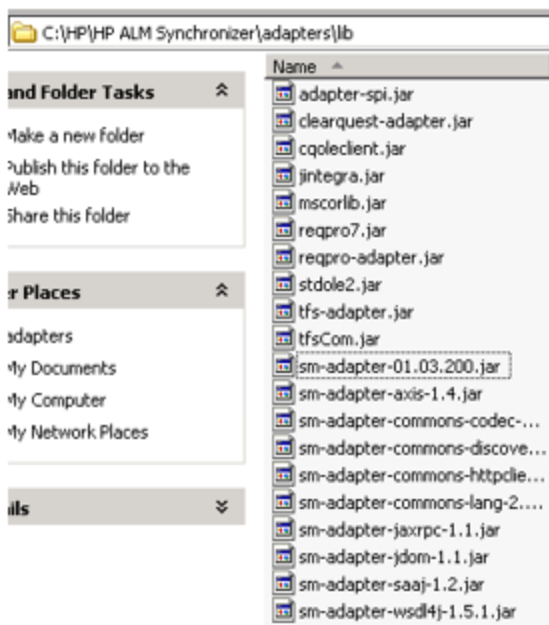 C:\HP\HP ALM Synchronizer\adapters\lib
and Folder Tasks
Make a new folder
Publish this folder to the
Web
Share this folder
r Places
adapters
My Documents
My Computer
My Network Places
ils
Name
adapter-spi.jar
clearquest-adapter.jar
cqoleclient.jar
jintegra.jar
mscorlib.jar
reqpro7.jar
reqpro-adapter.jar
stdole2.jar
tfs-adapter.jar
tfsCom.jar
sm-adapter-01.03.200.jar
sm-adapter-axis-1.4.jar
sm-adapter-commons-codec-...
sm-adapter-commons-discove...
sm-adapter-commons-httpclie...
sm-adapter-commons-lang-2....
sm-adapter-jaxrpc-1.1.jar
sm-adapter-jdom-1.1.jar
sm-adapter-saaj-1.2.jar
sm-adapter-wsdl4j-1.5.1.jar